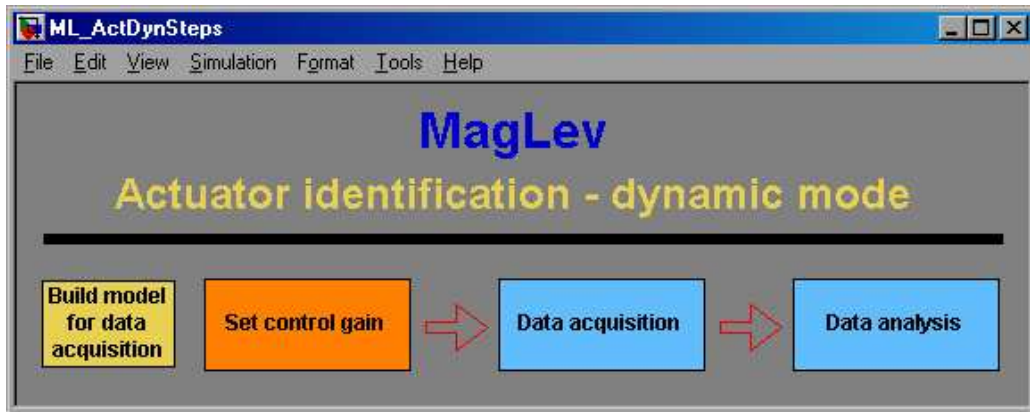 ML_ActDynSteps
File Edit View Simulation Format Tools Help
MagLev
Actuator identification - dynamic mode
Build model
for data
acquisition
Set control gain
Data acquisition
Data analysis